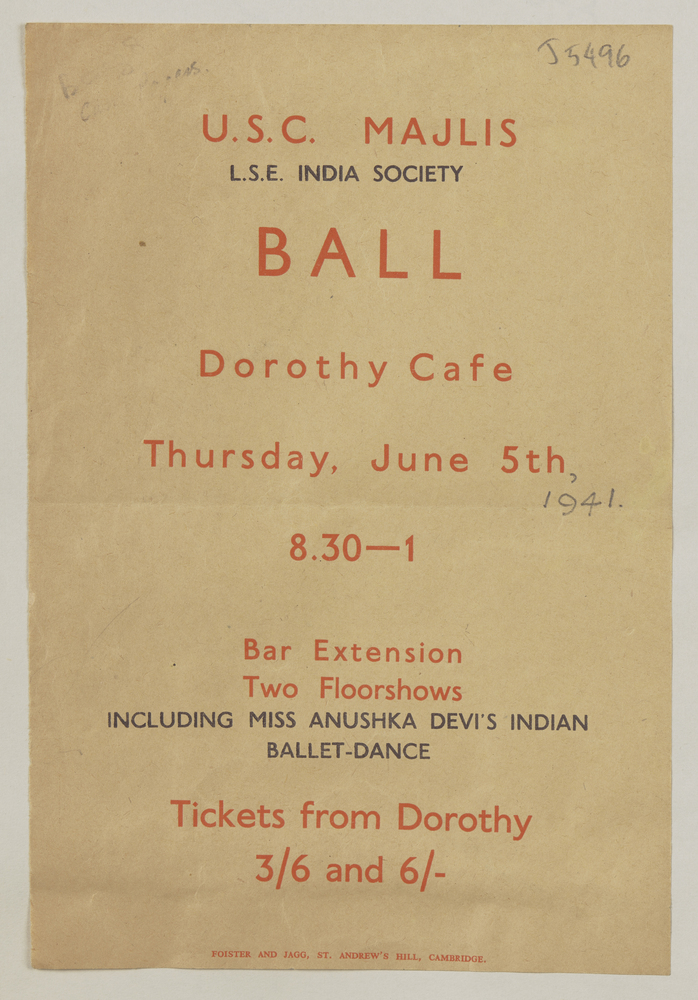 J5496
U.S.C. MAJLIS
L.S.E. INDIA SOCIETY
BALL
Dorothy Cafe
Thursday, June 5th,
1941.
8.30—1
Bar Extension
Two Floorshows
INCLUDING MISS ANUSHKA DEVI'S INDIAN
BALLET-DANCE
Tickets from Dorothy
3/6 and 6/-
FOISTER AND JAGG, ST. ANDREW'S HILL, CAMBRIDGE.